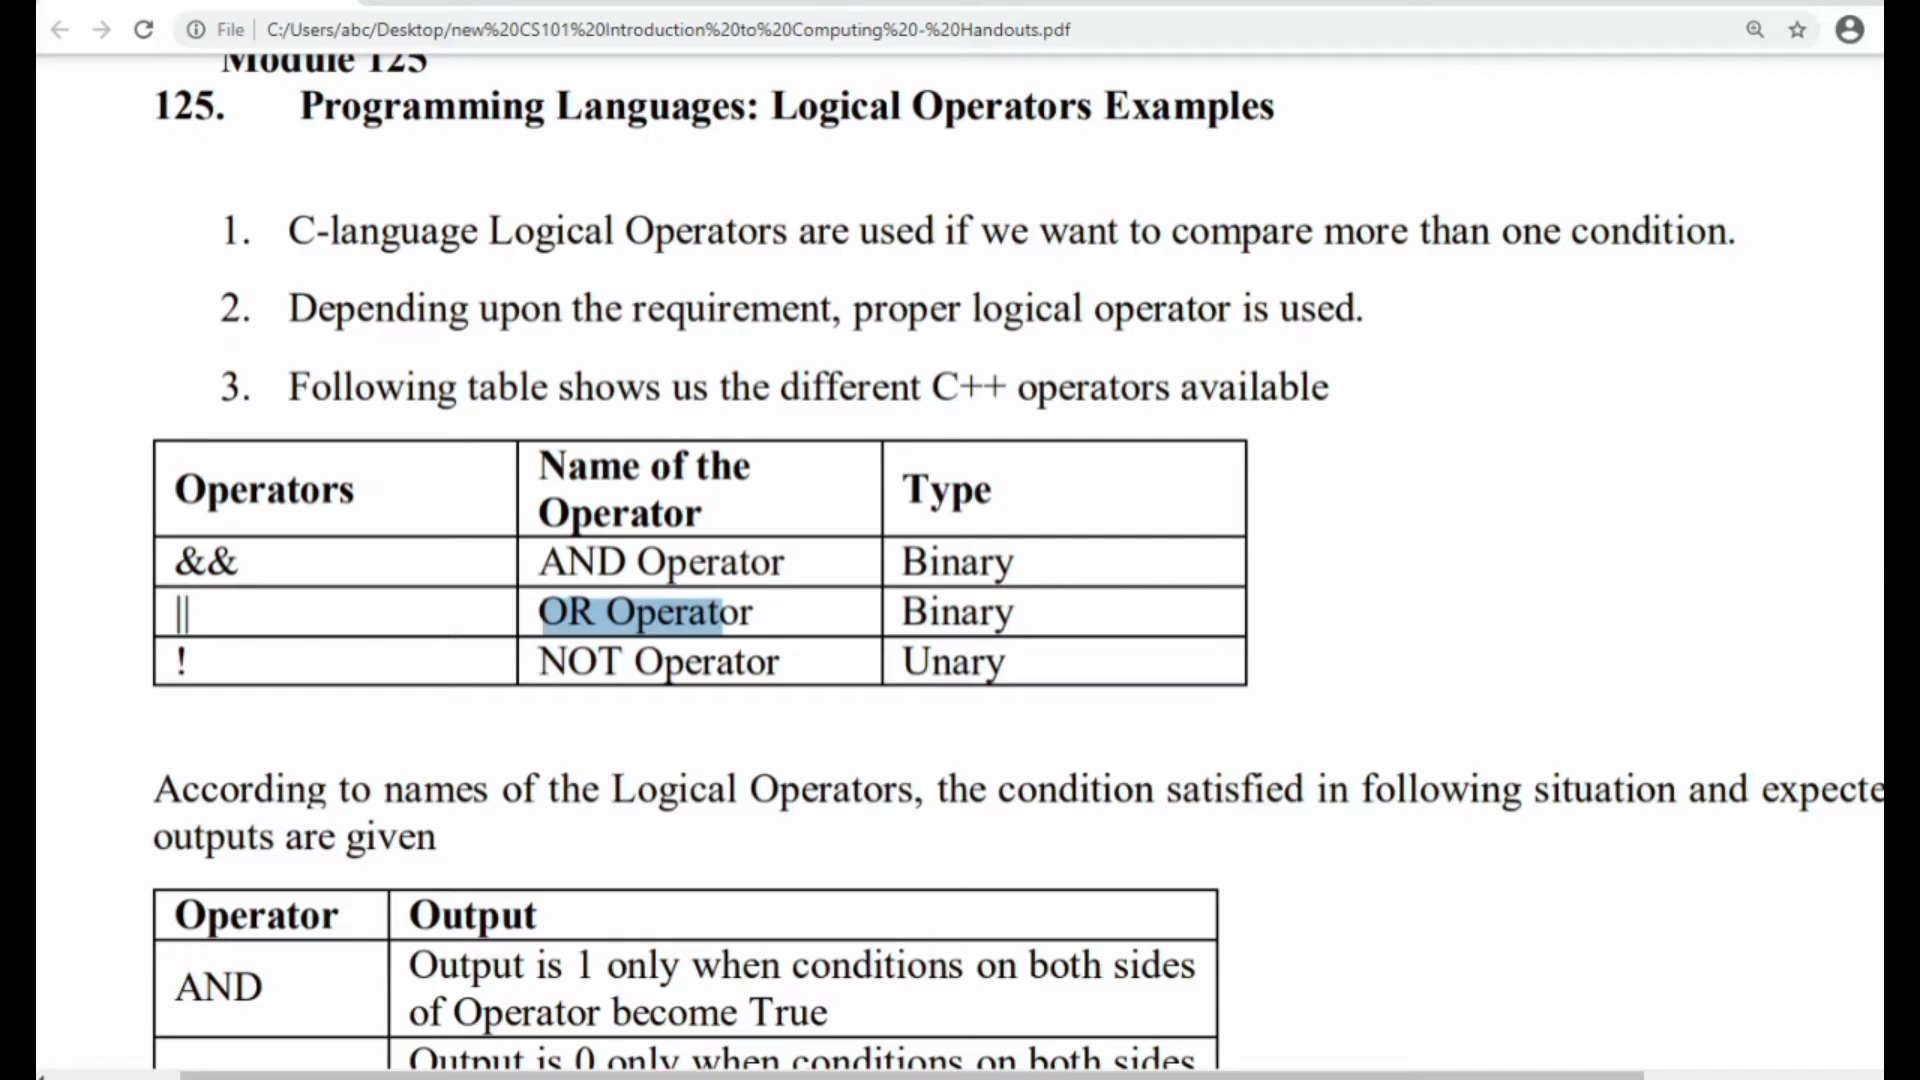 File C:/Users/abc/Desktop/new%20CS101%20Introduction%20to%20Computing%20-%20Handouts.pdf
Module 125
125. Programming Languages: Logical Operators Examples
1. C-language Logical Operators are used if we want to compare more than one condition.
2. Depending upon the requirement, proper logical operator is used.
3. Following table shows us the different C++ operators available
Operators Name of the Operator Type
&& AND Operator Binary
|| OR Operator Binary
! NOT Operator Unary
According to names of the Logical Operators, the condition satisfied in following situation and expecte
outputs are given
Operator Output
AND Output is 1 only when conditions on both sides
of Operator become True
Output is 0 only when conditions on both sides